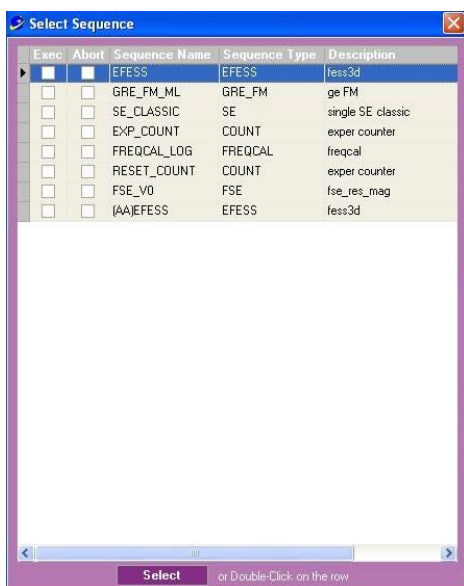 Select Sequence
Exec Abort Sequence Name Sequence Type Description
EFESS EFESS fess3d
GRE_FM_ML GRE_FM ge FM
SE_CLASSIC SE single SE classic
EXP_COUNT COUNT exper counter
FREQCAL_LOG FREQCAL freqcal
RESET_COUNT COUNT exper counter
FSE_V0 FSE fse_res_mag
(AA)EFESS EFESS fess3d
Select or Double-Click on the row